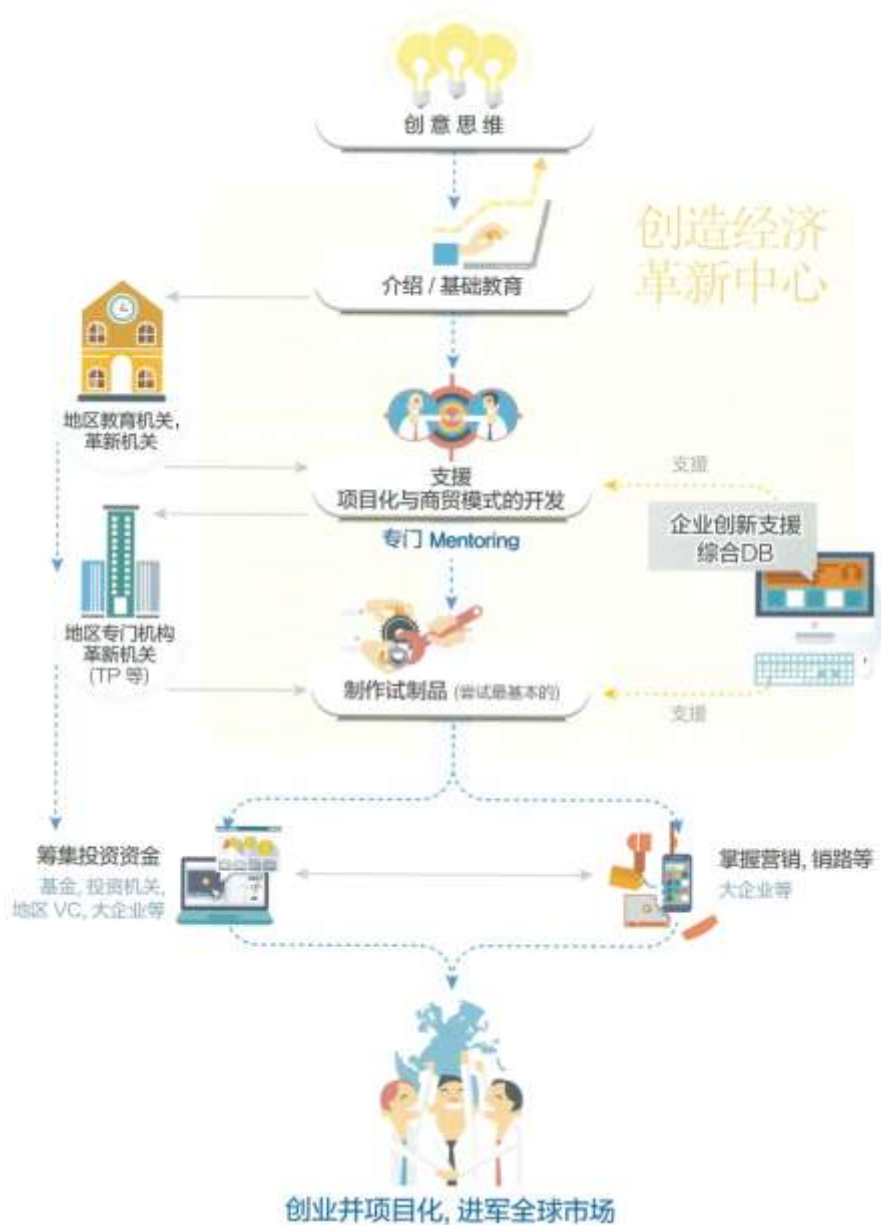 创意思维
创造经济
革新中心
介绍 / 基础教育
地区教育机关,
革新机关
支援
项目化与商贸模式的开发
专门 Mentoring
支援
企业创新支援
综合DB
地区专门机构
革新机关
(TP 等)
制作试制品 (尝试最基本的)
支援
筹集投资资金
基金, 投资机关,
地区 VC, 大企业等
掌握营销, 销路等
大企业等
创业并项目化, 进军全球市场